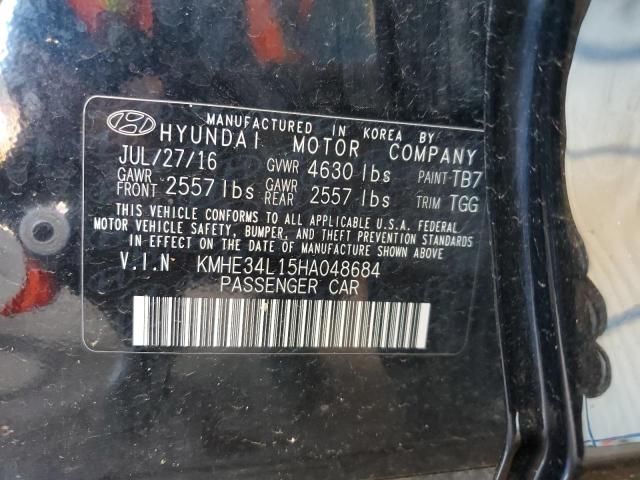 MANUFACTURED IN KOREA BY
HYUNDAI MOTOR COMPANY
JUL/27/16 GVWR 4630 lbs PAINT TB7
GAWR FRONT 2557 lbs GAWR REAR 2557 lbs TRIM TGG
THIS VEHICLE CONFORMS TO ALL APPLICABLE U.S.A. FEDERAL
MOTOR VEHICLE SAFETY, BUMPER, AND THEFT PREVENTION STANDARDS
IN EFFECT ON THE DATE OF MANUFACTURE SHOWN ABOVE
V.I.N KMHE34L15HA048684
PASSENGER CAR